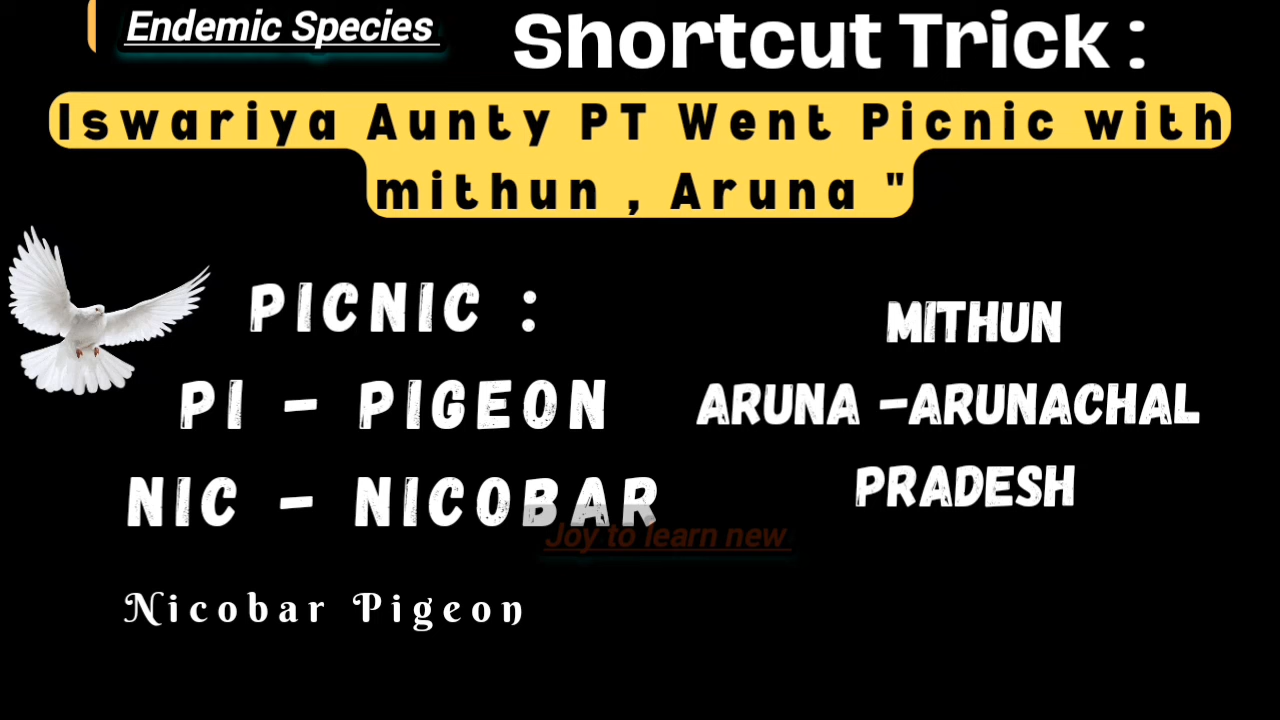 Endemic Species
Shortcut Trick :
Iswariya Aunty PT Went Picnic with
mithun , Aruna "
PICNIC :
PI - PIGEON
NIC - NICOBAR
MITHUN
ARUNA -ARUNACHAL
PRADESH
Joy to learn new
Nicobar Pigeon